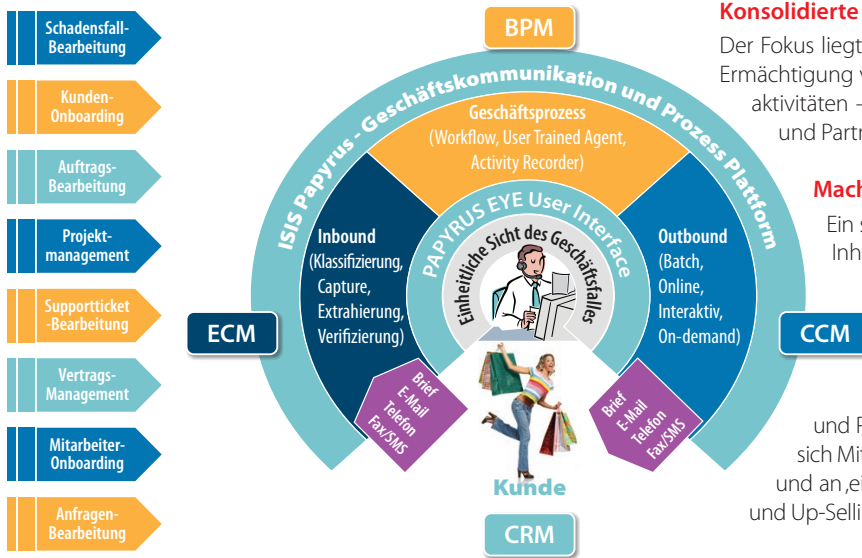 Schadensfall-
Bearbeitung
Kunden-
Onboarding
Auftrags-
Bearbeitung
Projekt-
management
Supportticket
-Bearbeitung
Vertrags-
Management
Mitarbeiter-
Onboarding
Anfragen-
Bearbeitung
BPM
ISIS Papyrus - Geschäftskommunikation und Prozess Plattform
Geschäftsprozess
(Workflow, User Trained Agent,
Activity Recorder)
PAPYRUS EYE User Interface
Einheitliche Sicht des Geschäftsfalles
Inbound
(Klassifizierung,
Capture,
Extrahierung,
Verifizierung)
Outbound
(Batch,
Online,
Interaktiv,
On-demand)
ECM
CCM
Brief
E-Mail
Telefon
Fax/SMS
Brief
E-Mail
Telefon
Fax/SMS
Kunde
CRM
Konsolidierte
Der Fokus liegt
Ermächtigung
aktivitäten –
und Partn
Mach
Ein s
Inh
und
sich Mit
und an ‚ei
und Up-Selli